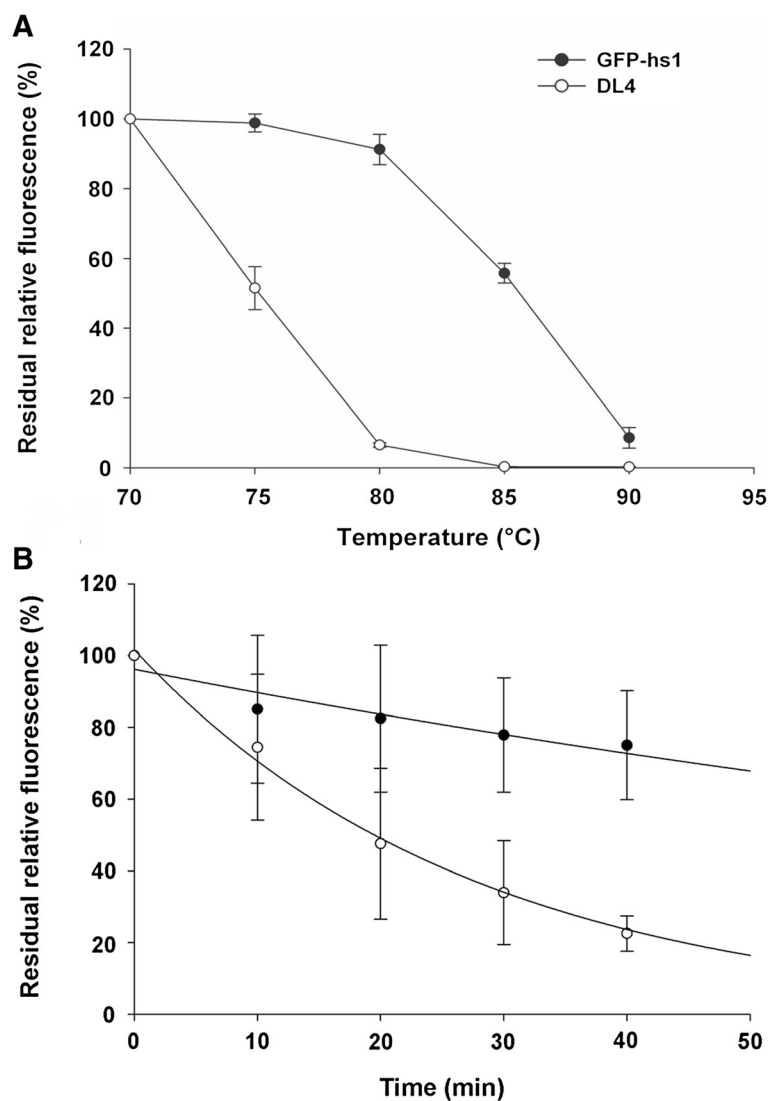 A
GFP-hs1
DL4
Residual relative fluorescence (%)
120
100
80
60
40
20
0
70 75 80 85 90 95
Temperature (°C)
B
Residual relative fluorescence (%)
120
100
80
60
40
20
0
0 10 20 30 40 50
Time (min)